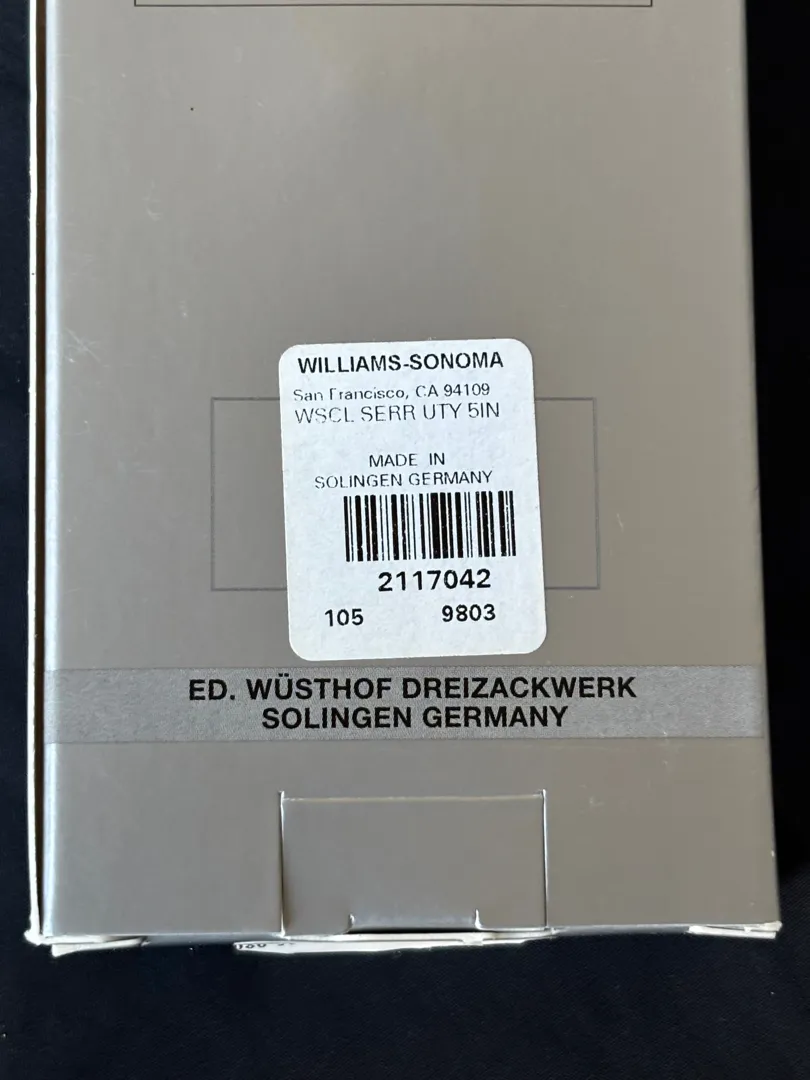 WILLIAMS-SONOMA
San Francisco, CA 94109
WSCL SERR UTY 5IN
MADE IN
SOLINGEN GERMANY
2117042
105 9803
ED. WÜSTHOF DREIZACKWERK
SOLINGEN GERMANY